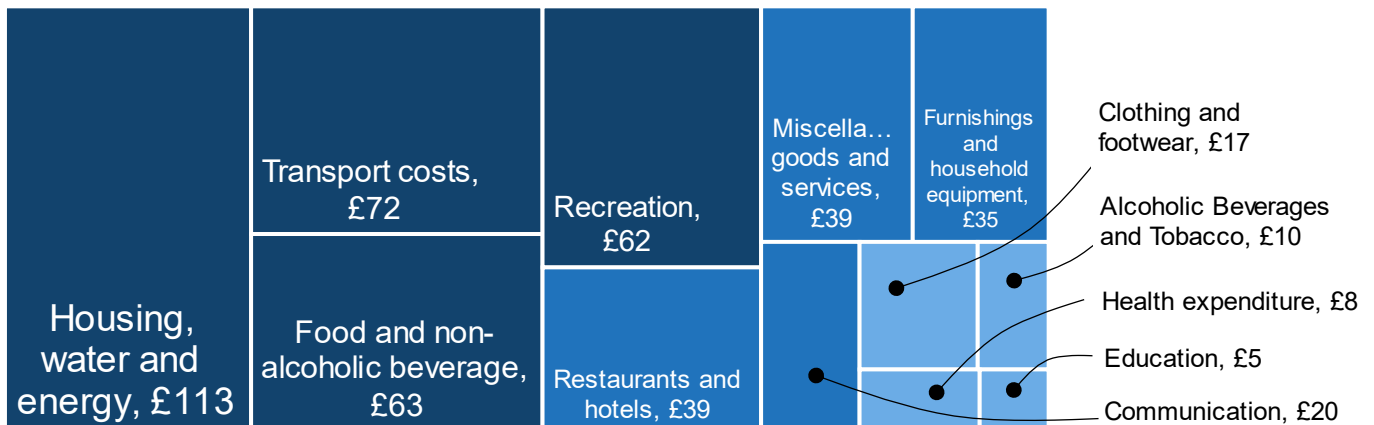 Housing,
water and
energy, £113
Transport costs,
£72
Food and non-
alcoholic beverage,
£63
Recreation,
£62
Restaurants and
hotels, £39
Miscella…
goods and
services,
£39
Furnishings
and
household
equipment,
£35
Clothing and
footwear, £17
Alcoholic Beverages
and Tobacco, £10
Health expenditure, £8
Education, £5
Communication, £20